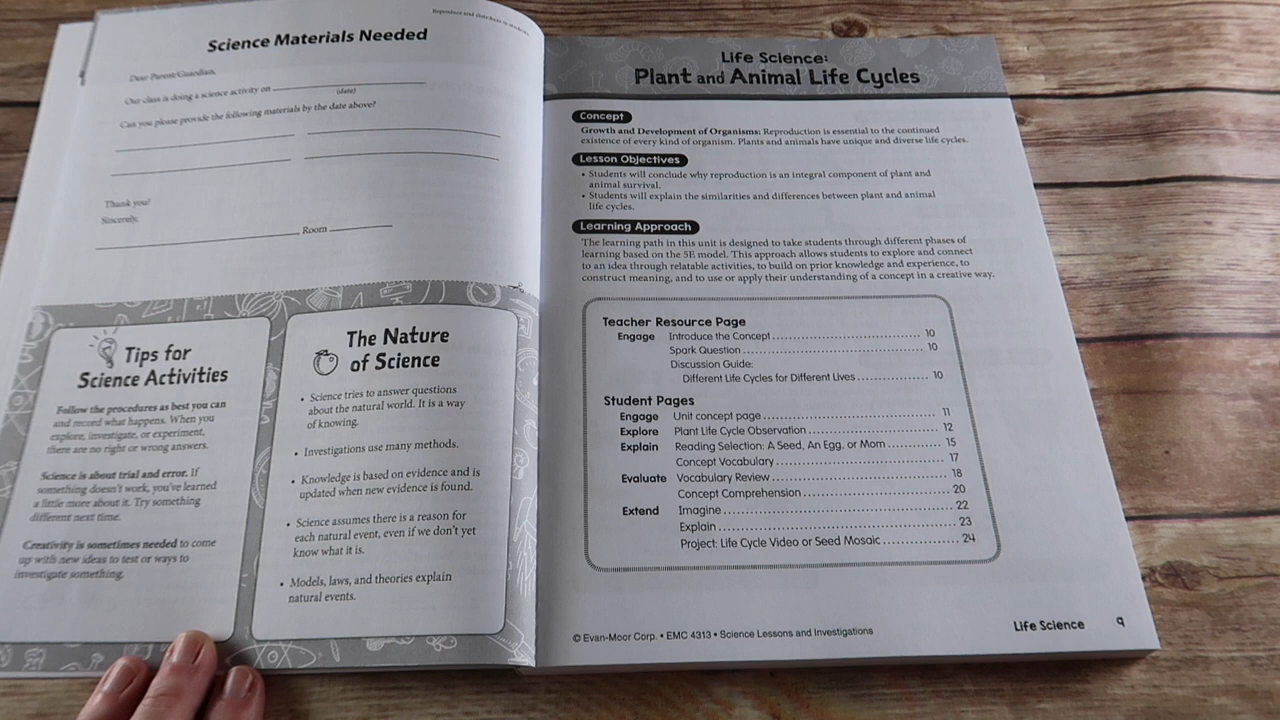 Reproduce and distribute to students.
Science Materials Needed
Dear Parent/Guardian,
Our class is doing a science activity on
(date)
Can you please provide the following materials by the date above?
Thank you!
Sincerely,
Room
Tips for
Science Activities
Follow the procedures as best you can
and record what happens. When you
explore, investigate, or experiment,
there are no right or wrong answers.
Science is about trial and error. If
something doesn't work, you've learned
a little more about it. Try something
different next time.
Creativity is sometimes needed to come
up with new ideas to test or ways to
investigate something.
The Nature
of Science
• Science tries to answer questions
about the natural world. It is a way
of knowing.
• Investigations use many methods.
• Knowledge is based on evidence and is
updated when new evidence is found.
• Science assumes there is a reason for
each natural event, even if we don't yet
know what it is.
• Models, laws, and theories explain
natural events.
Life Science:
Plant and Animal Life Cycles
Concept
Growth and Development of Organisms: Reproduction is essential to the continued
existence of every kind of organism. Plants and animals have unique and diverse life cycles.
Lesson Objectives
• Students will conclude why reproduction is an integral component of plant and
animal survival.
• Students will explain the similarities and differences between plant and animal
life cycles.
Learning Approach
The learning path in this unit is designed to take students through different phases of
learning based on the 5E model. This approach allows students to explore and connect
to an idea through relatable activities, to build on prior knowledge and experience, to
construct meaning, and to use or apply their understanding of a concept in a creative way.
Teacher Resource Page
Engage Introduce the Concept 10
Spark Question 10
Discussion Guide:
Different Life Cycles for Different Lives 10
Student Pages
Engage Unit concept page 11
Explore Plant Life Cycle Observation 12
Explain Reading Selection: A Seed, An Egg, or Mom 15
Concept Vocabulary 17
Evaluate Vocabulary Review 18
Concept Comprehension 20
Extend Imagine 22
Explain 23
Project: Life Cycle Video or Seed Mosaic 24
© Evan-Moor Corp. • EMC 4313 • Science Lessons and Investigations
Life Science 9